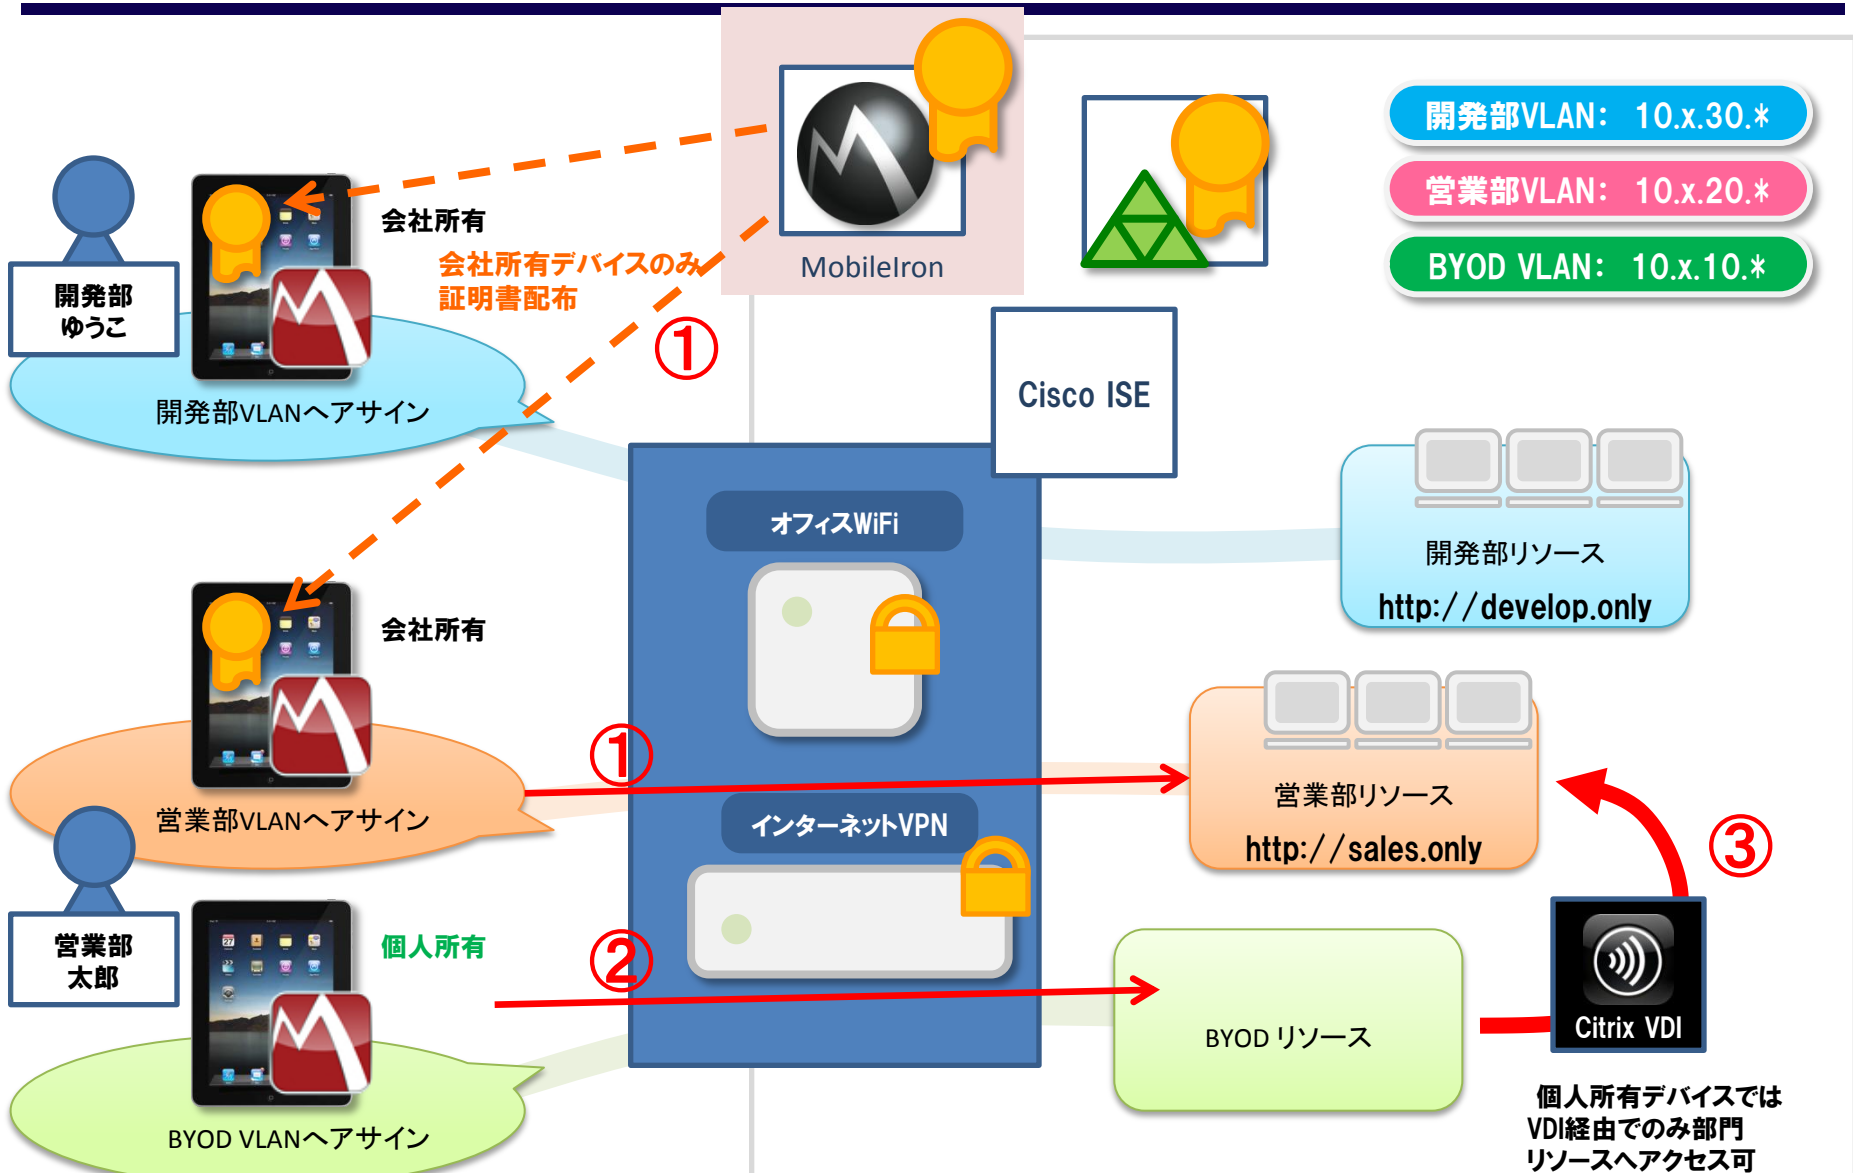 開発部VLAN： 10.x.30.*
営業部VLAN： 10.x.20.*
BYOD VLAN： 10.x.10.*
MobileIron
会社所有
会社所有デバイスのみ
証明書配布
①
開発部
ゆうこ
開発部VLANへアサイン
Cisco ISE
オフィスWiFi
開発部リソース
http://develop.only
会社所有
①
営業部VLANへアサイン
インターネットVPN
営業部リソース
http://sales.only
③
営業部
太郎
個人所有
②
BYOD リソース
Citrix VDI
BYOD VLANへアサイン
個人所有デバイスでは
VDI経由でのみ部門
リソースへアクセス可